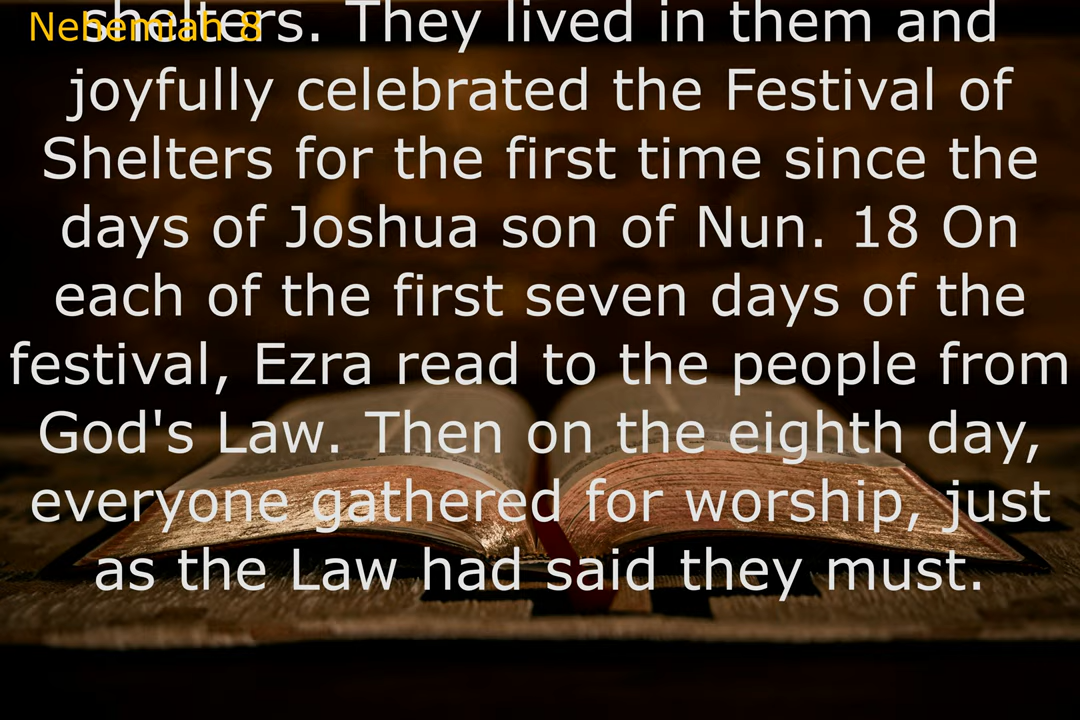 Nehemiah 8
shelters. They lived in them and
joyfully celebrated the Festival of
Shelters for the first time since the
days of Joshua son of Nun. 18 On
each of the first seven days of the
festival, Ezra read to the people from
God's Law. Then on the eighth day,
everyone gathered for worship, just
as the Law had said they must.